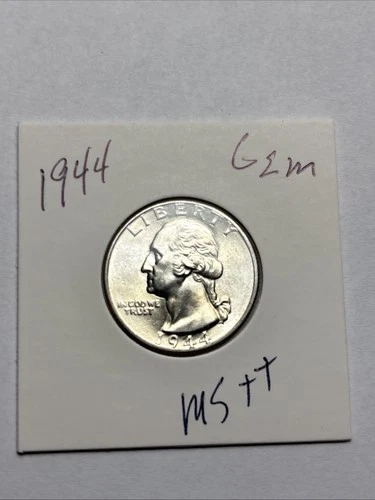 1944 Gem
LIBERTY
IN GOD WE
TRUST
1944
MS++